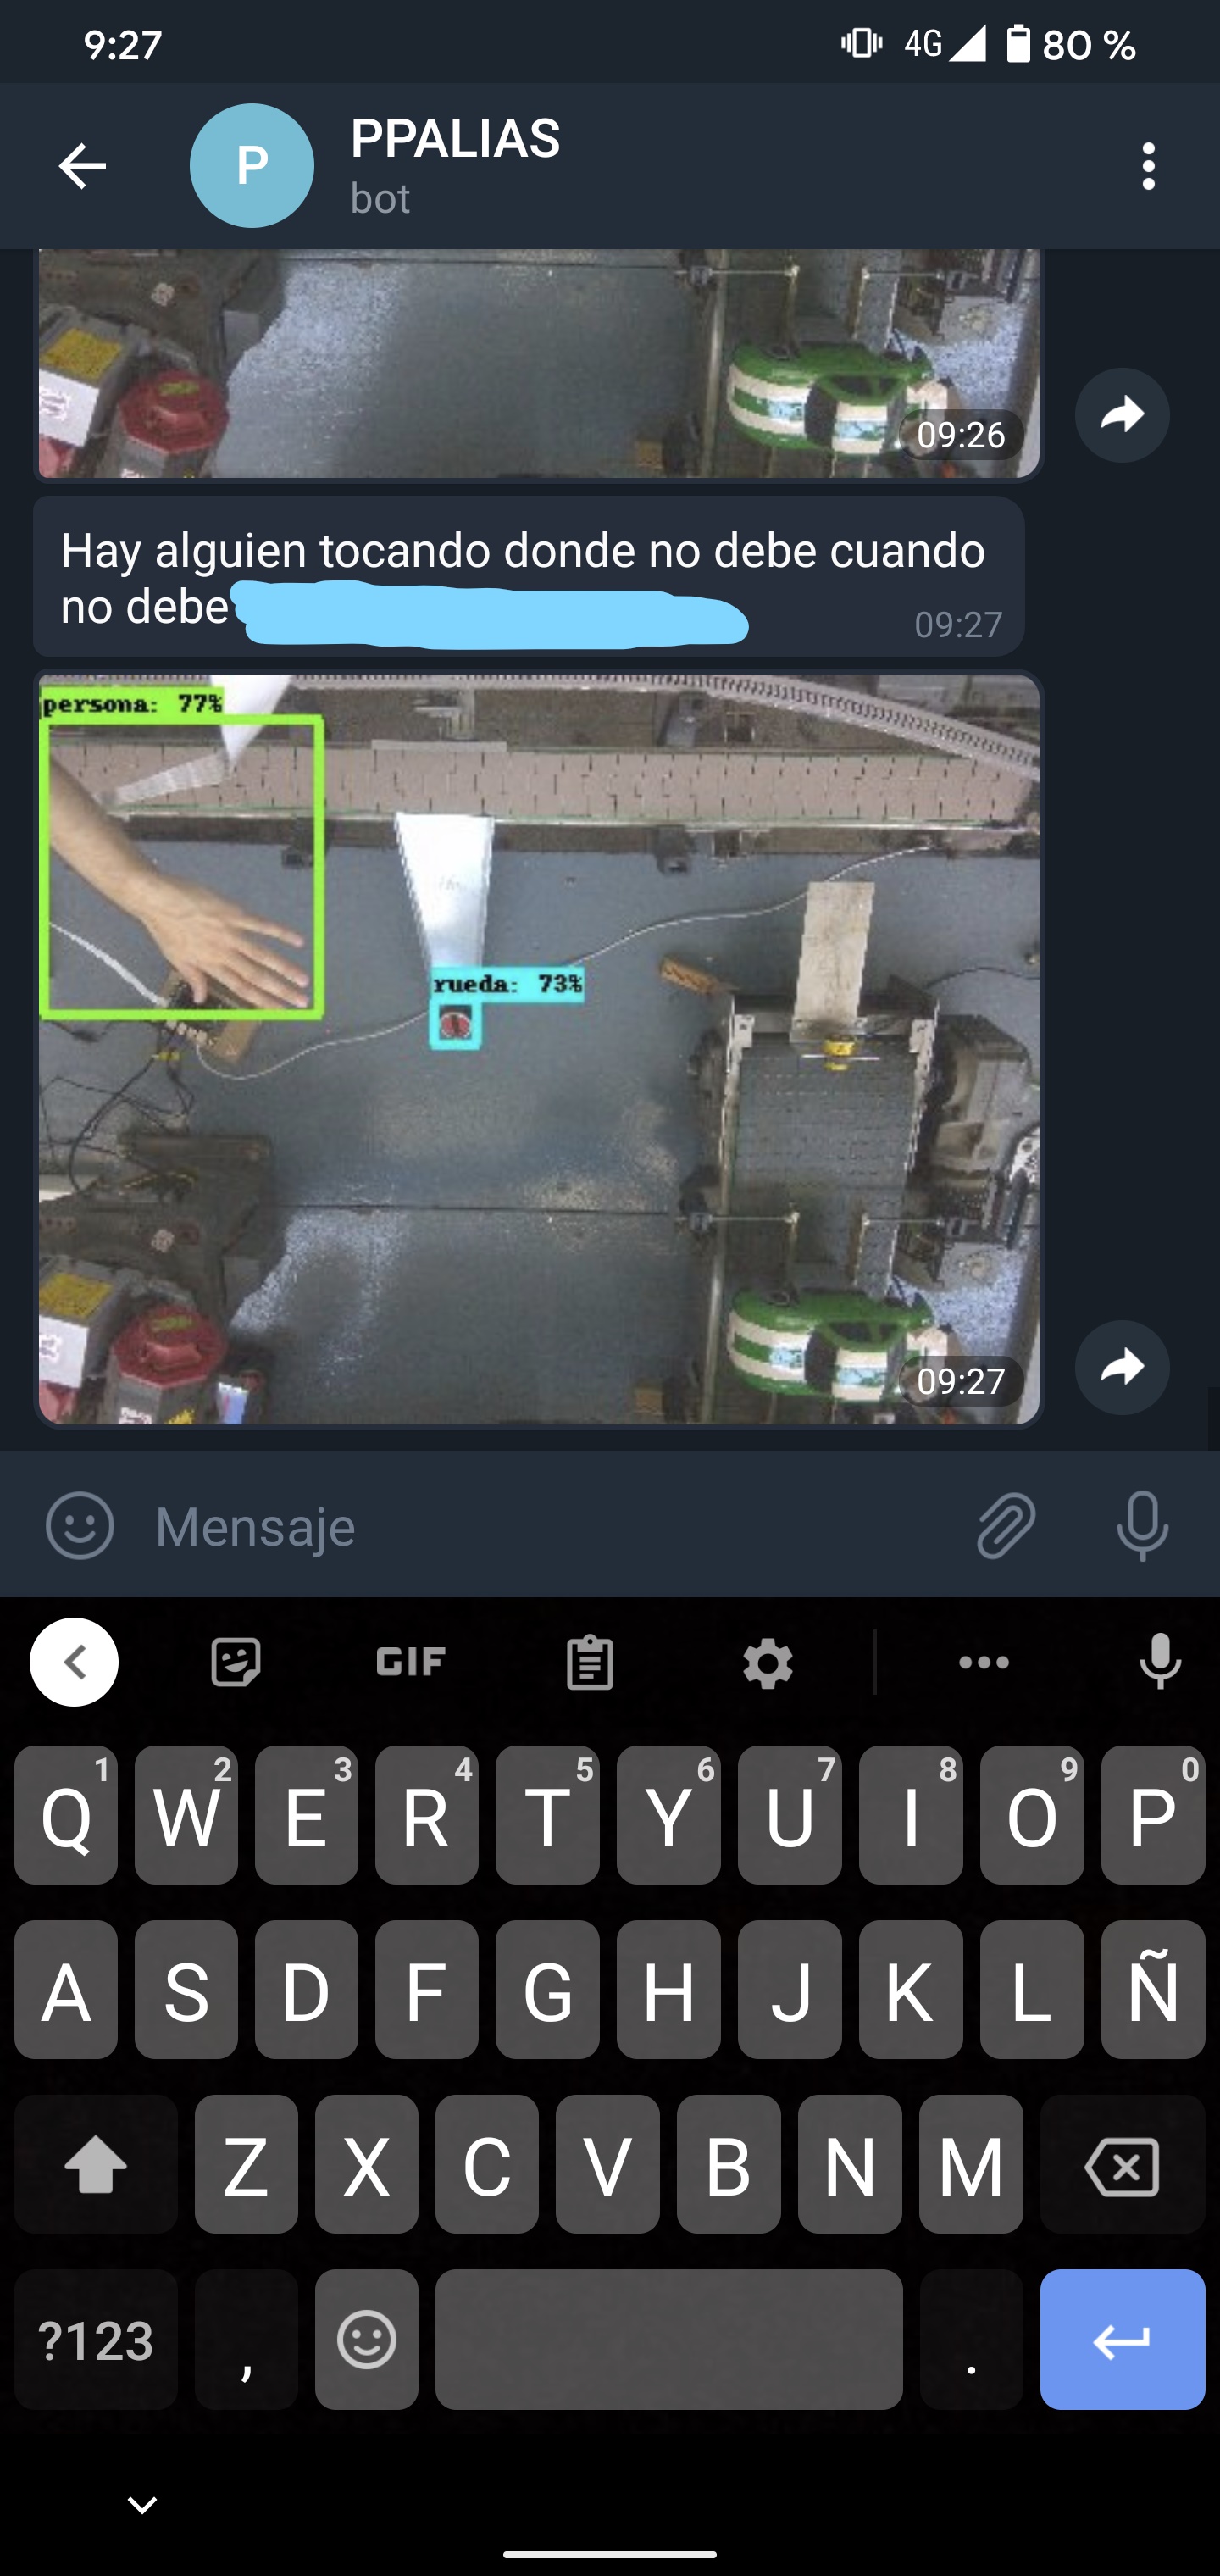 9:27
4G
80 %
P
PPALIAS
bot
09:26
Hay alguien tocando donde no debe cuando
no debe
09:27
persona: 77%
rueda: 73%
09:27
Mensaje
GIF
1 2 3 4 5 6 7 8 9 0
Q W E R T Y U I O P
A S D F G H J K L Ñ
Z X C V B N M
?123 , .